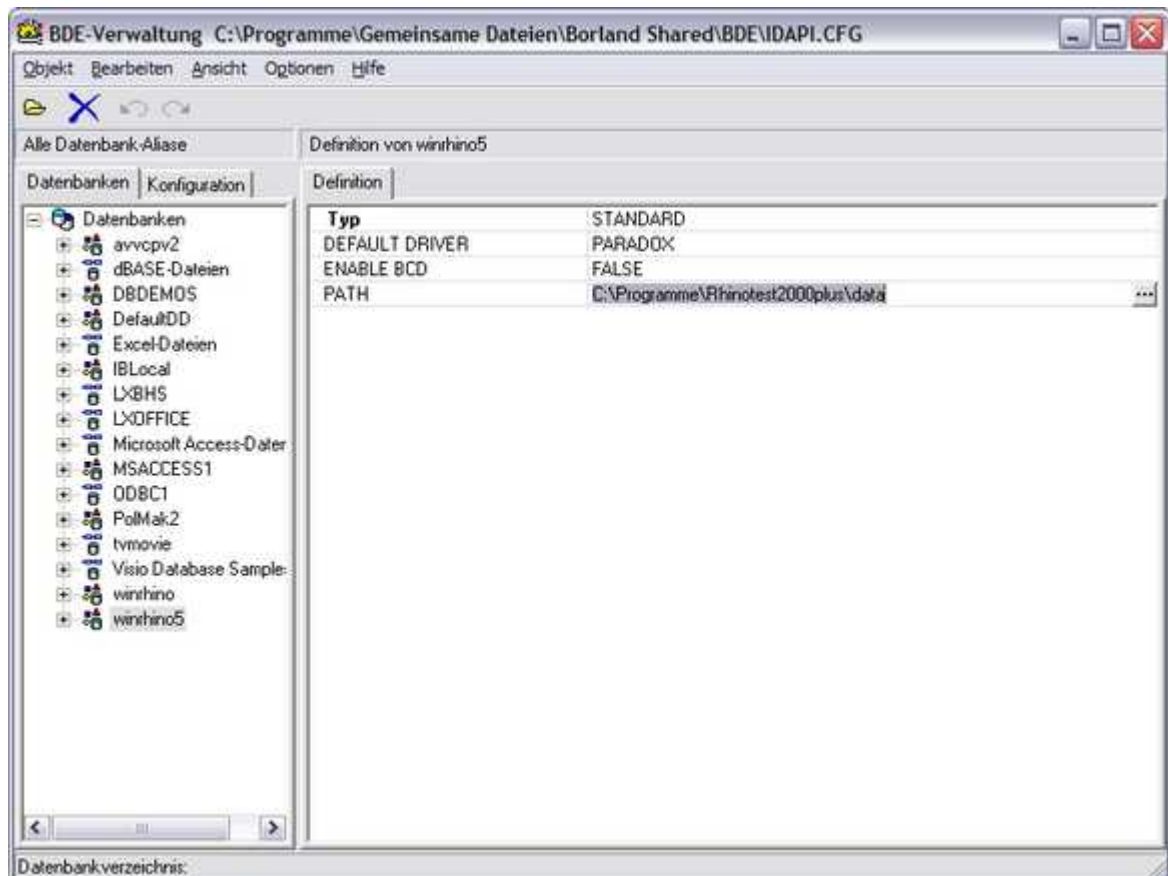 BDE-Verwaltung C:\Programme\Gemeinsame Dateien\Borland Shared\BDE\IDAPI.CFG
Objekt Bearbeiten Ansicht Optionen Hilfe
Alle Datenbank-Aliase
Definition von winrhino5
Datenbanken Konfiguration
Definition
Datenbanken
avvcpv2
dBASE-Dateien
DBDEMOS
DefaultDD
Excel-Dateien
IBLocal
LXBHS
LXOFFICE
Microsoft Access-Daten
MSACCESS1
ODBC1
PolMak2
tvmovie
Visio Database Samples
winrhino
winrhino5
Typ STANDARD
DEFAULT DRIVER PARADOX
ENABLE BCD FALSE
PATH C:\Programme\Rhinotest2000plus\data
Datenbankverzeichnis: